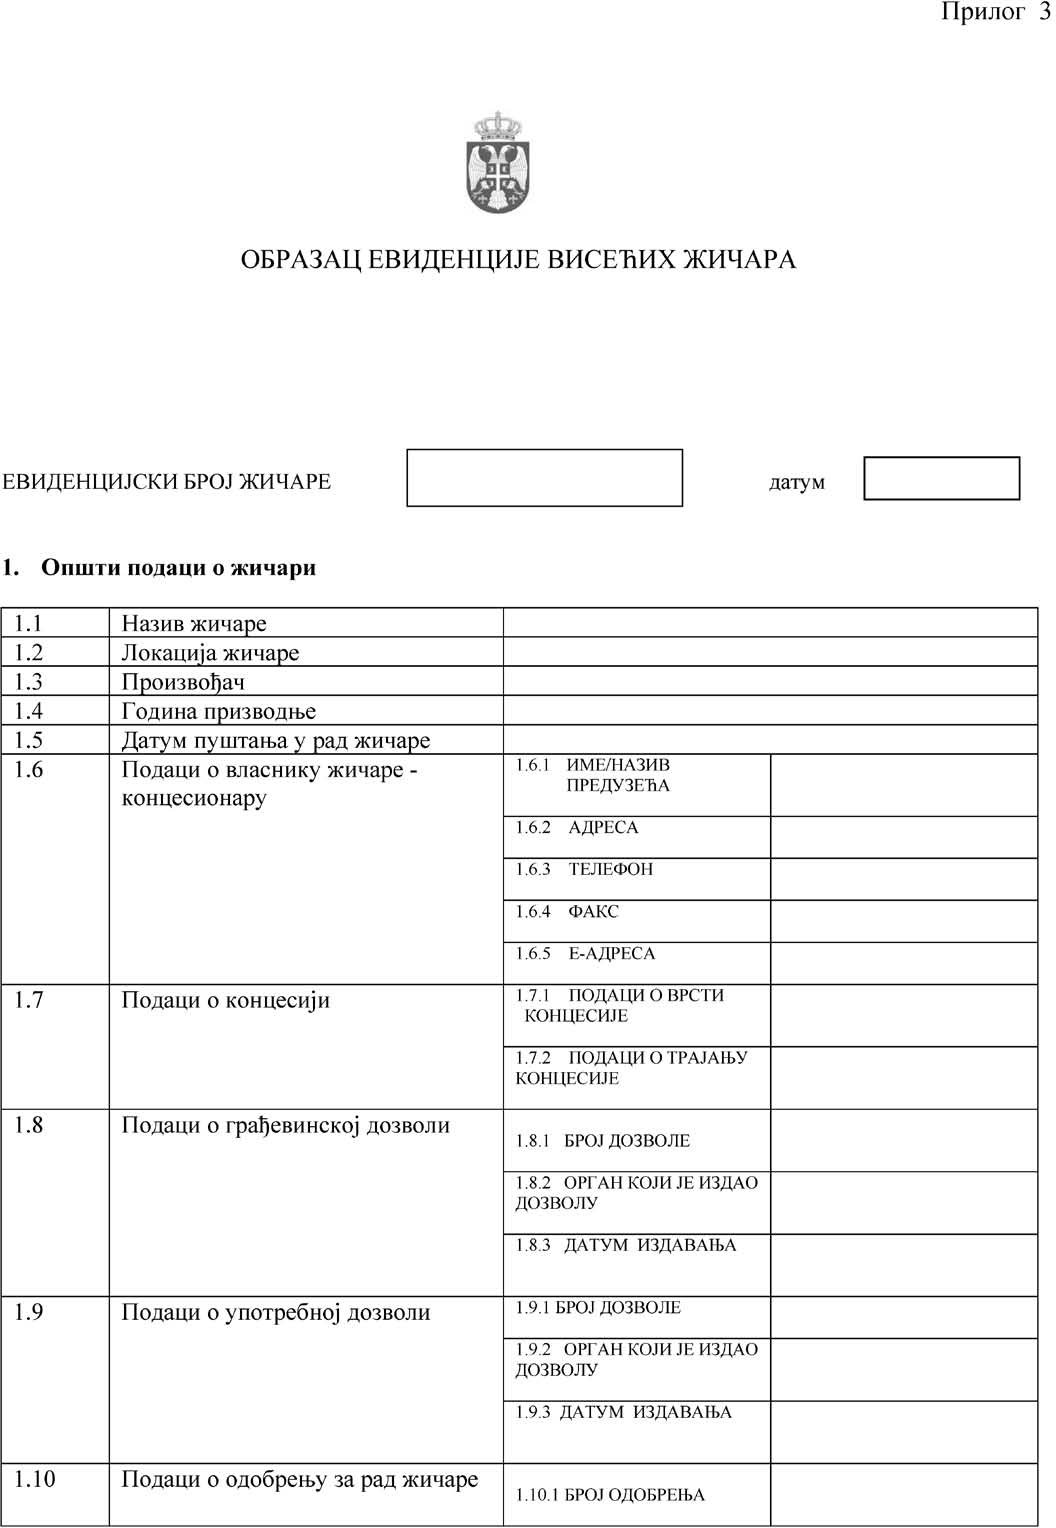 Прилог 3
ОБРАЗАЦ ЕВИДЕНЦИЈЕ ВИСЕЋИХ ЖИЧАРА
ЕВИДЕНЦИЈСКИ БРОЈ ЖИЧАРЕ датум
1. Општи подаци о жичари
1.1 Назив жичаре
1.2 Локација жичаре
1.3 Произвођач
1.4 Година призводње
1.5 Датум пуштања у рад жичаре
1.6 Подаци о власнику жичаре -
концесионару
1.6.1 ИМЕ/НАЗИВ
ПРЕДУЗЕЋА
1.6.2 АДРЕСА
1.6.3 ТЕЛЕФОН
1.6.4 ФАКС
1.6.5 Е-АДРЕСА
1.7 Подаци о концесији
1.7.1 ПОДАЦИ О ВРСТИ
КОНЦЕСИЈЕ
1.7.2 ПОДАЦИ О ТРАЈАЊУ
КОНЦЕСИЈЕ
1.8 Подаци о грађевинској дозволи
1.8.1 БРОЈ ДОЗВОЛЕ
1.8.2 ОРГАН КОЈИ ЈЕ ИЗДАО
ДОЗВОЛУ
1.8.3 ДАТУМ ИЗДАВАЊА
1.9 Подаци о употребној дозволи
1.9.1 БРОЈ ДОЗВОЛЕ
1.9.2 ОРГАН КОЈИ ЈЕ ИЗДАО
ДОЗВОЛУ
1.9.3 ДАТУМ ИЗДАВАЊА
1.10 Подаци о одобрењу за рад жичаре
1.10.1 БРОЈ ОДОБРЕЊА